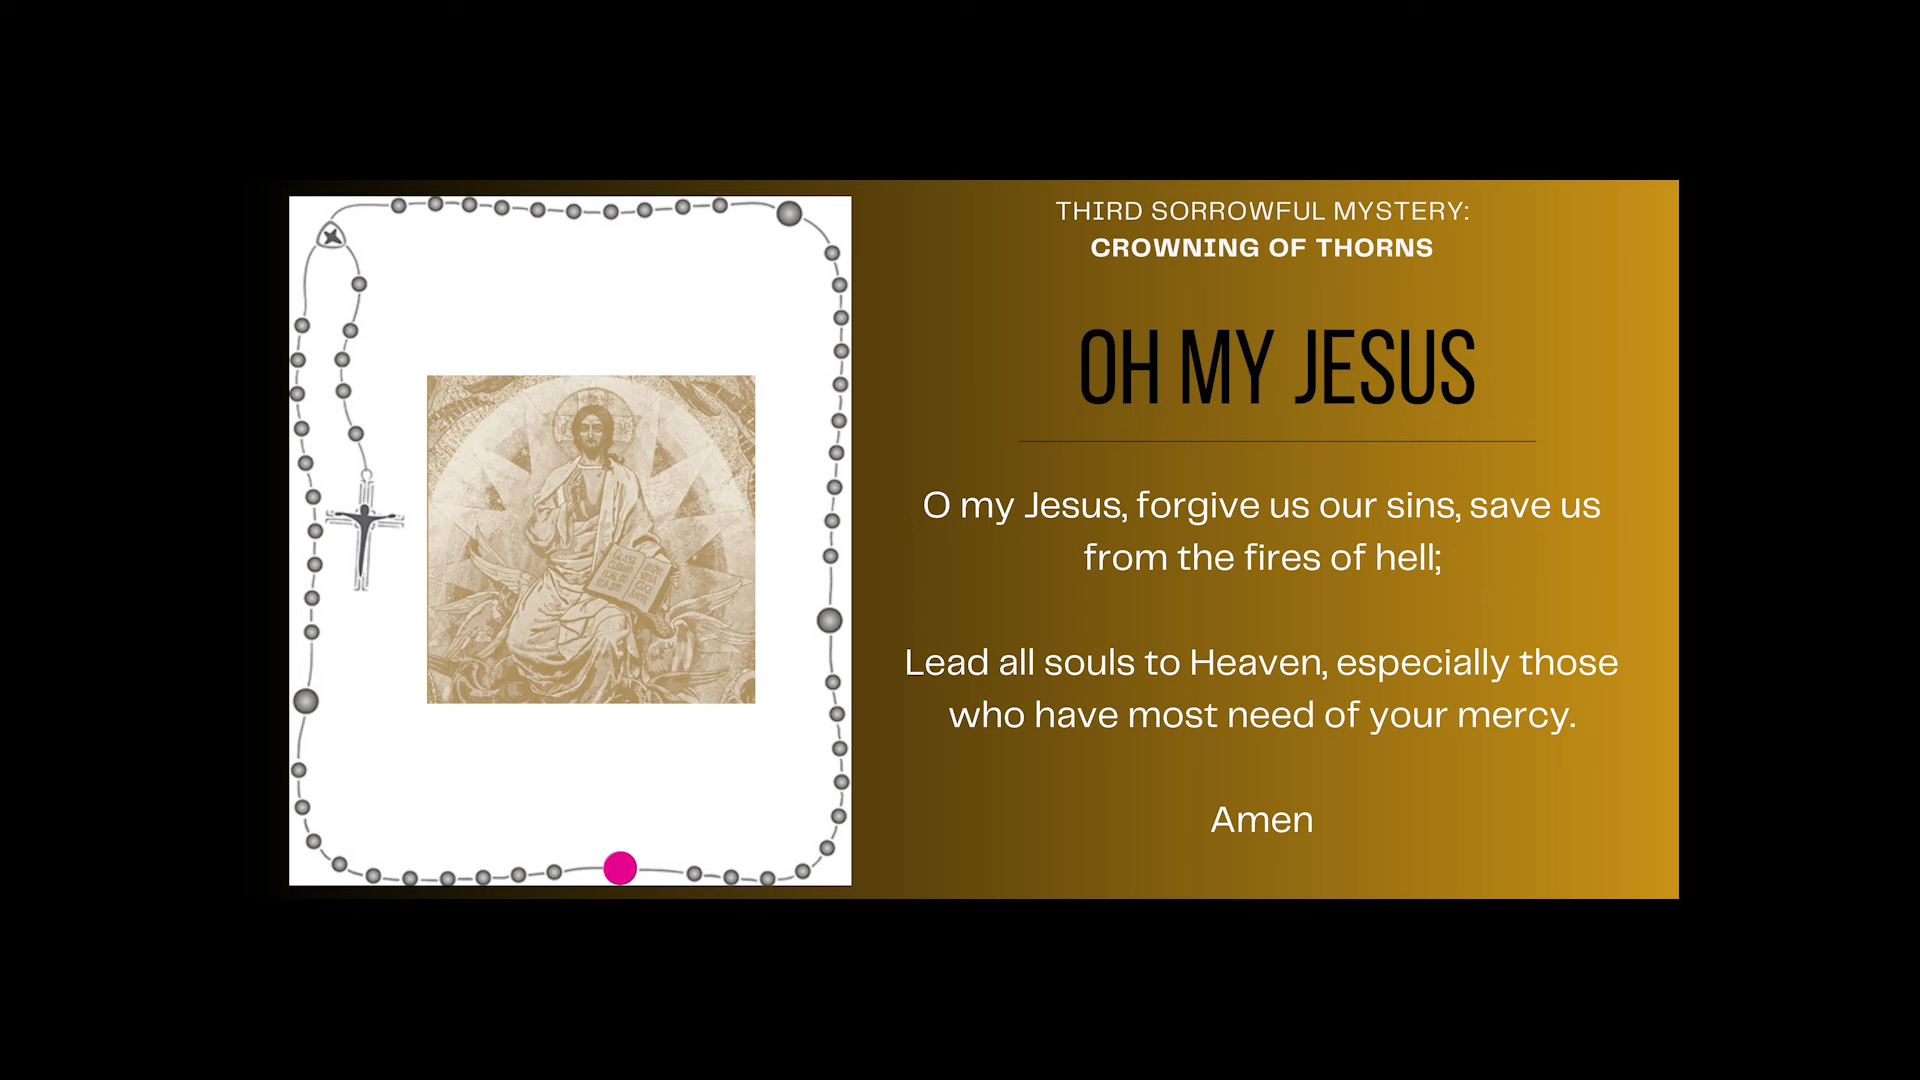 THIRD SORROWFUL MYSTERY:
CROWNING OF THORNS
OH MY JESUS
O my Jesus, forgive us our sins, save us
from the fires of hell;
Lead all souls to Heaven, especially those
who have most need of your mercy.
Amen